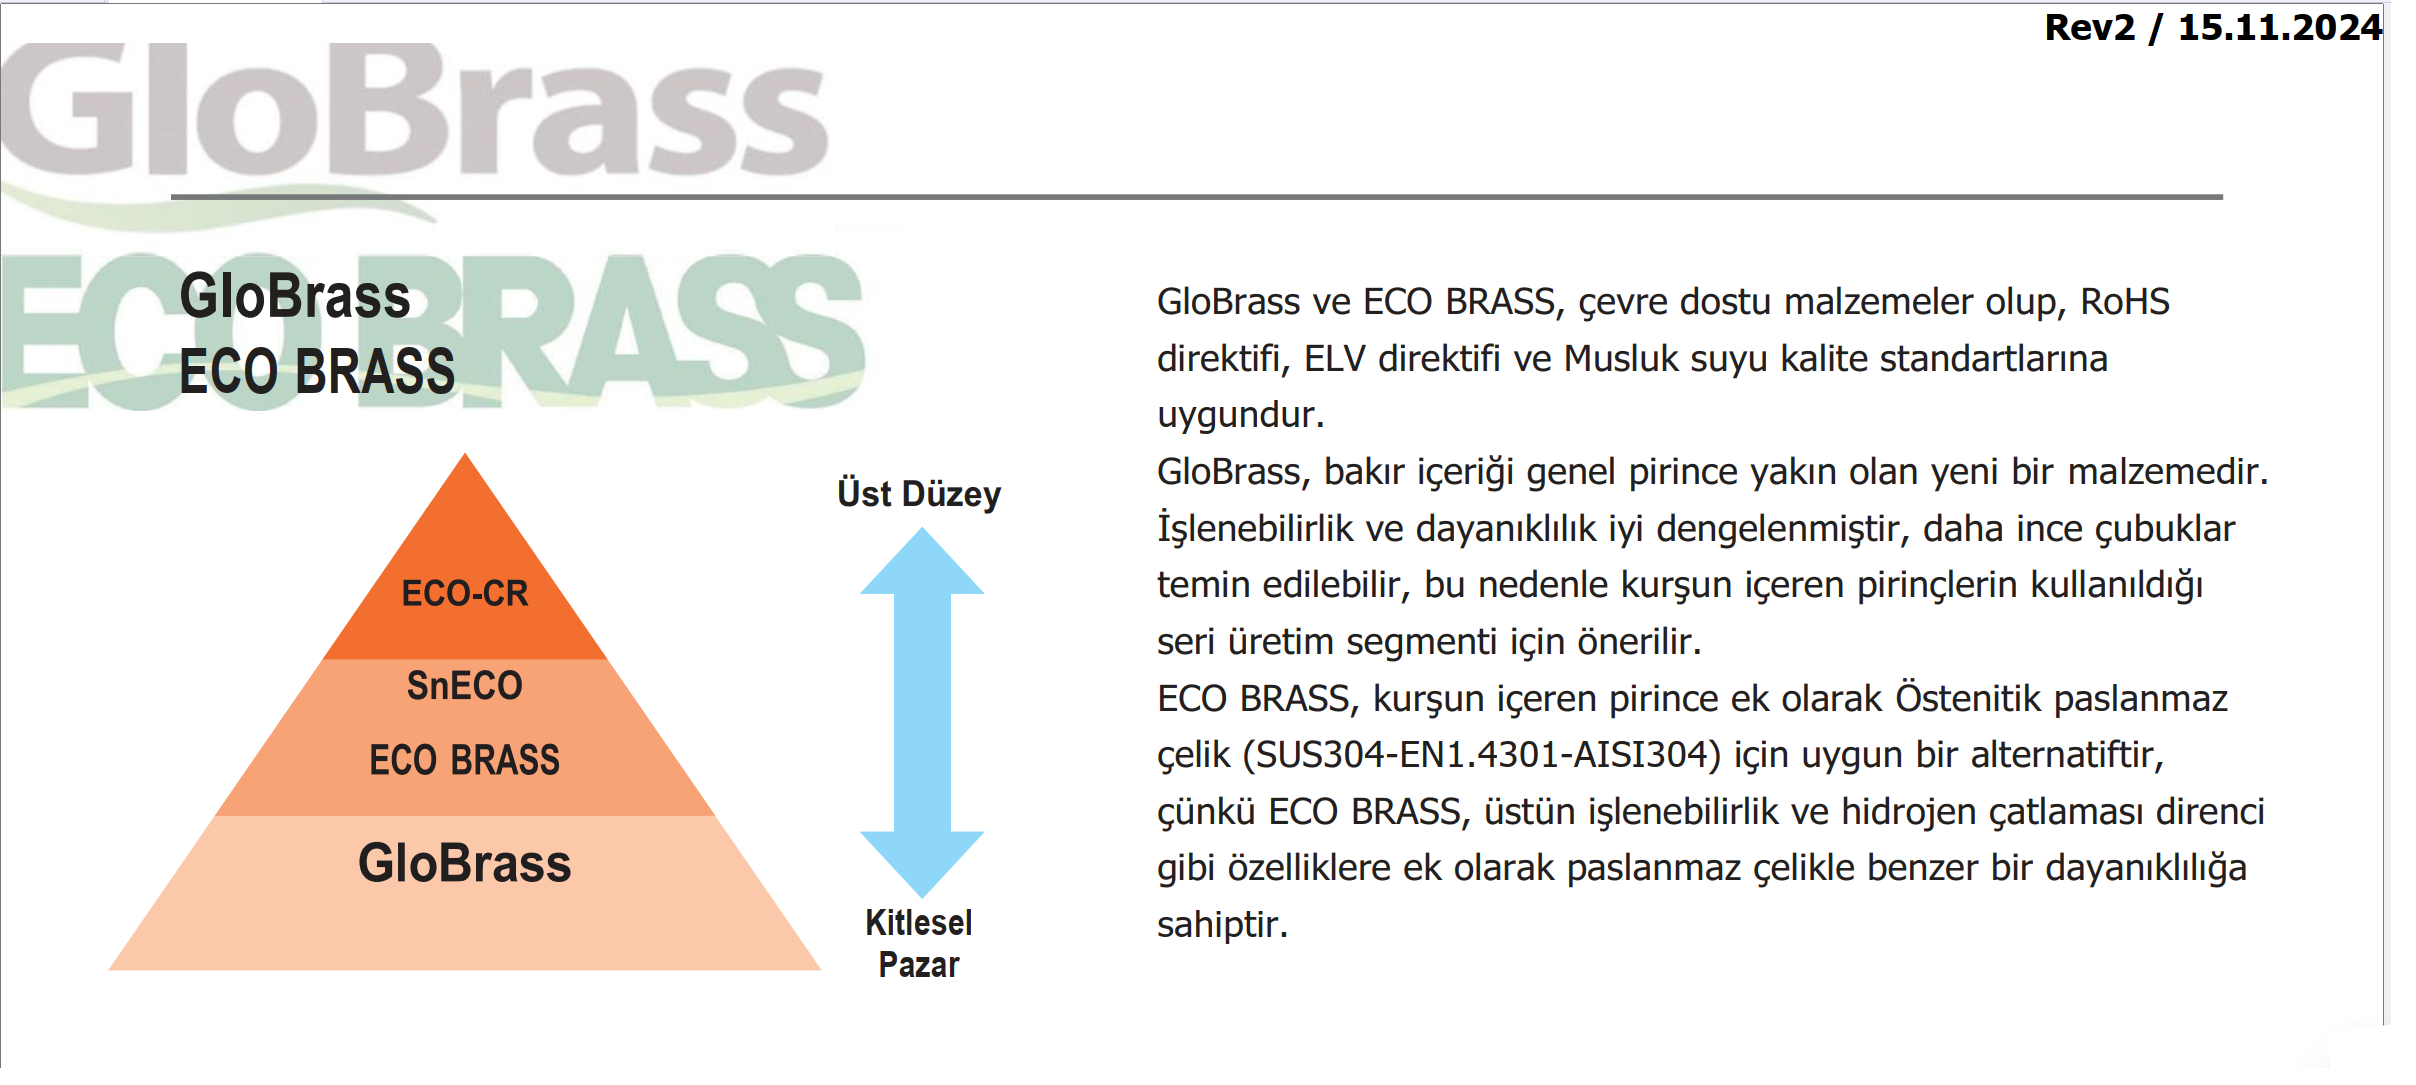 Rev2 / 15.11.2024
GloBrass
ECO BRASS
GloBrass
ECO BRASS
ECO-CR
SnECO
ECO BRASS
GloBrass
Üst Düzey
Kitlesel
Pazar
GloBrass ve ECO BRASS, çevre dostu malzemeler olup, RoHS
direktifi, ELV direktifi ve Musluk suyu kalite standartlarına
uygundur.
GloBrass, bakır içeriği genel pirince yakın olan yeni bir malzemedir.
İşlenebilirlik ve dayanıklılık iyi dengelenmiştir, daha ince çubuklar
temin edilebilir, bu nedenle kurşun içeren pirinçlerin kullanıldığı
seri üretim segmenti için önerilir.
ECO BRASS, kurşun içeren pirince ek olarak Östenitik paslanmaz
çelik (SUS304-EN1.4301-AISI304) için uygun bir alternatiftir,
çünkü ECO BRASS, üstün işlenebilirlik ve hidrojen çatlaması direnci
gibi özelliklere ek olarak paslanmaz çelikle benzer bir dayanıklılığa
sahiptir.